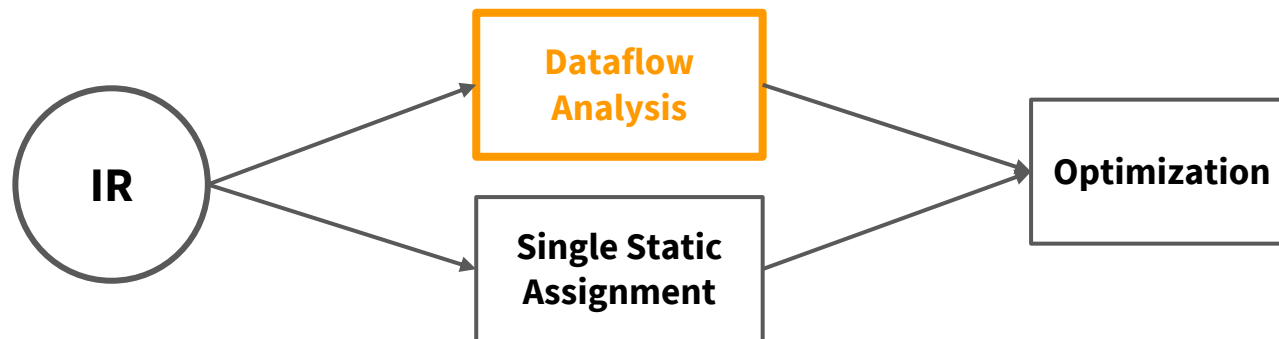 IR
Dataflow
Analysis
Single Static
Assignment
Optimization